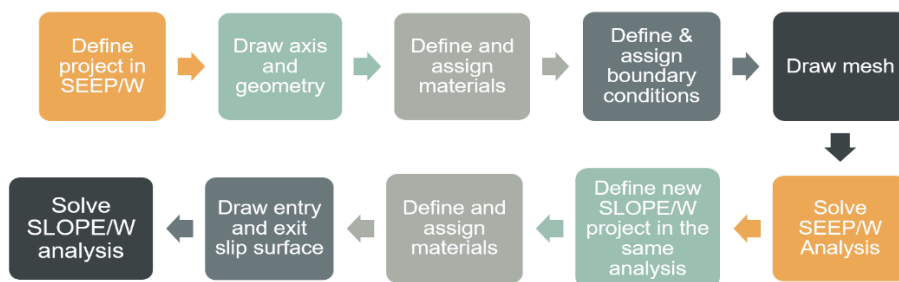 Define
project in
SEEP/W
Draw axis
and
geometry
Define and
assign
materials
Define &
assign
boundary
conditions
Draw mesh
Solve
SEEP/W
Analysis
Define new
SLOPE/W
project in the
same
analysis
Define and
assign
materials
Draw entry
and exit
slip surface
Solve
SLOPE/W
analysis